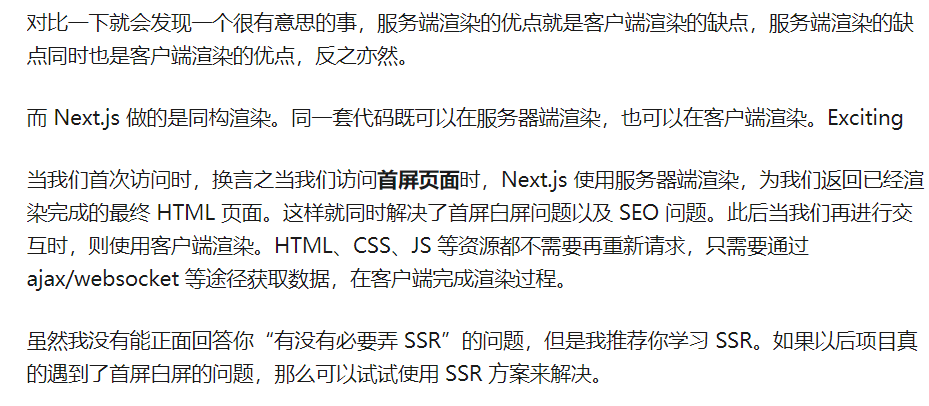 对比一下就会发现一个很有意思的事，服务端渲染的优点就是客户端渲染的缺点，服务端渲染的缺
点同时也是客户端渲染的优点，反之亦然。
而 Next.js 做的是同构渲染。同一套代码既可以在服务器端渲染，也可以在客户端渲染。Exciting
当我们首次访问时，换言之当我们访问首屏页面时，Next.js 使用服务器端渲染，为我们返回已经渲
染完成的最终 HTML 页面。这样就同时解决了首屏白屏问题以及 SEO 问题。此后当我们再进行交
互时，则使用客户端渲染。HTML、CSS、JS 等资源都不需要再重新请求，只需要通过
ajax/websocket 等途径获取数据，在客户端完成渲染过程。
虽然我没有能正面回答你“有没有必要弄 SSR”的问题，但是我推荐你学习 SSR。如果以后项目真
的遇到了首屏白屏的问题，那么可以试试使用 SSR 方案来解决。